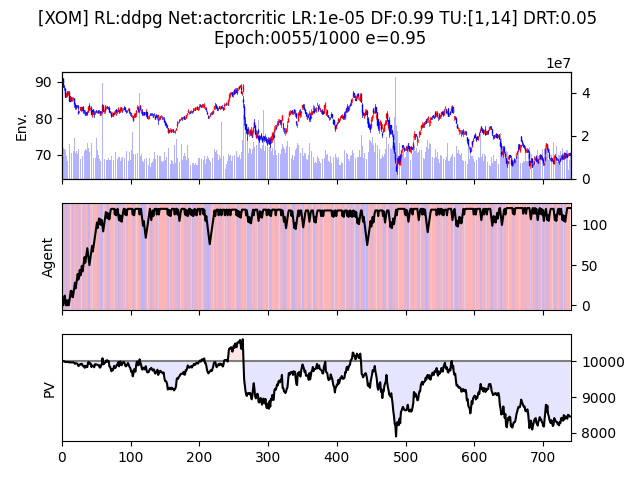 [XOM] RL:ddpg Net:actorcritic LR:1e-05 DF:0.99 TU:[1,14] DRT:0.05
Epoch:0055/1000 e=0.95
1e7
90
80
70
Env.
4
2
0
Agent
100
50
0
PV
10000
9000
8000
0 100 200 300 400 500 600 700